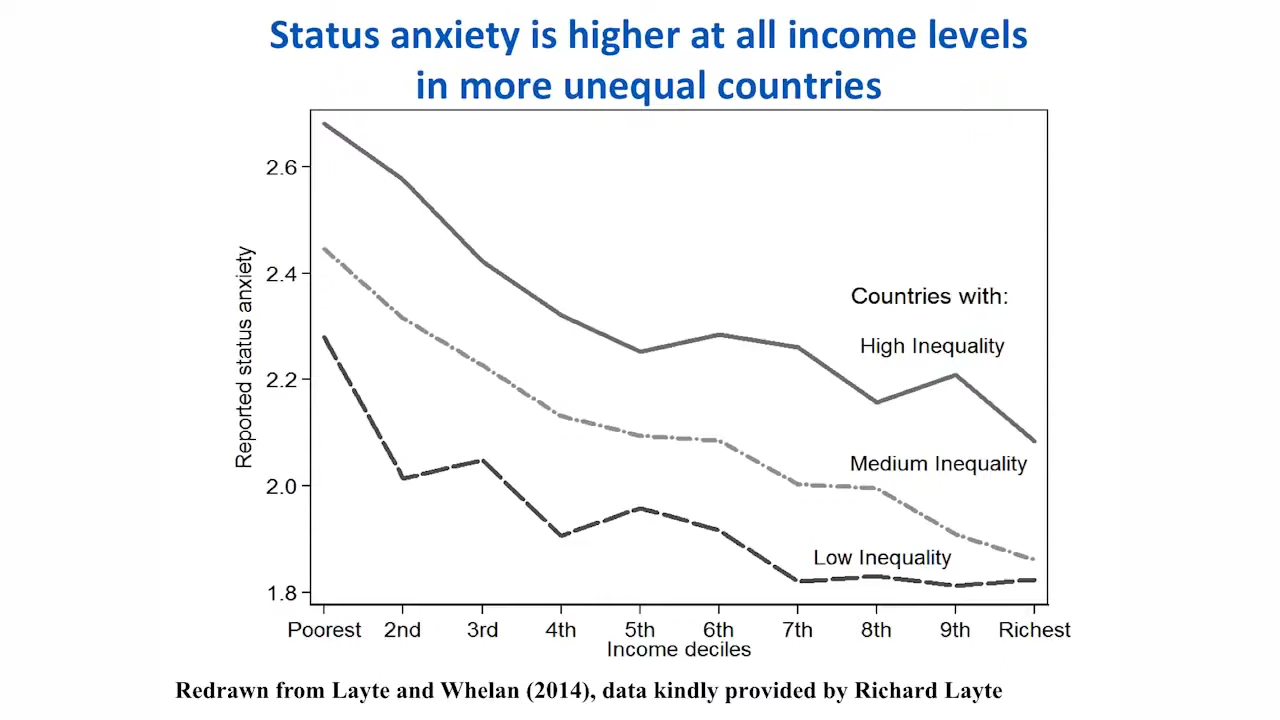 Status anxiety is higher at all income levels
in more unequal countries
2.6
2.4
2.2
2.0
1.8
Reported status anxiety
Countries with:
High Inequality
Medium Inequality
Low Inequality
Poorest 2nd 3rd 4th 5th 6th 7th 8th 9th Richest
Income deciles
Redrawn from Layte and Whelan (2014), data kindly provided by Richard Layte